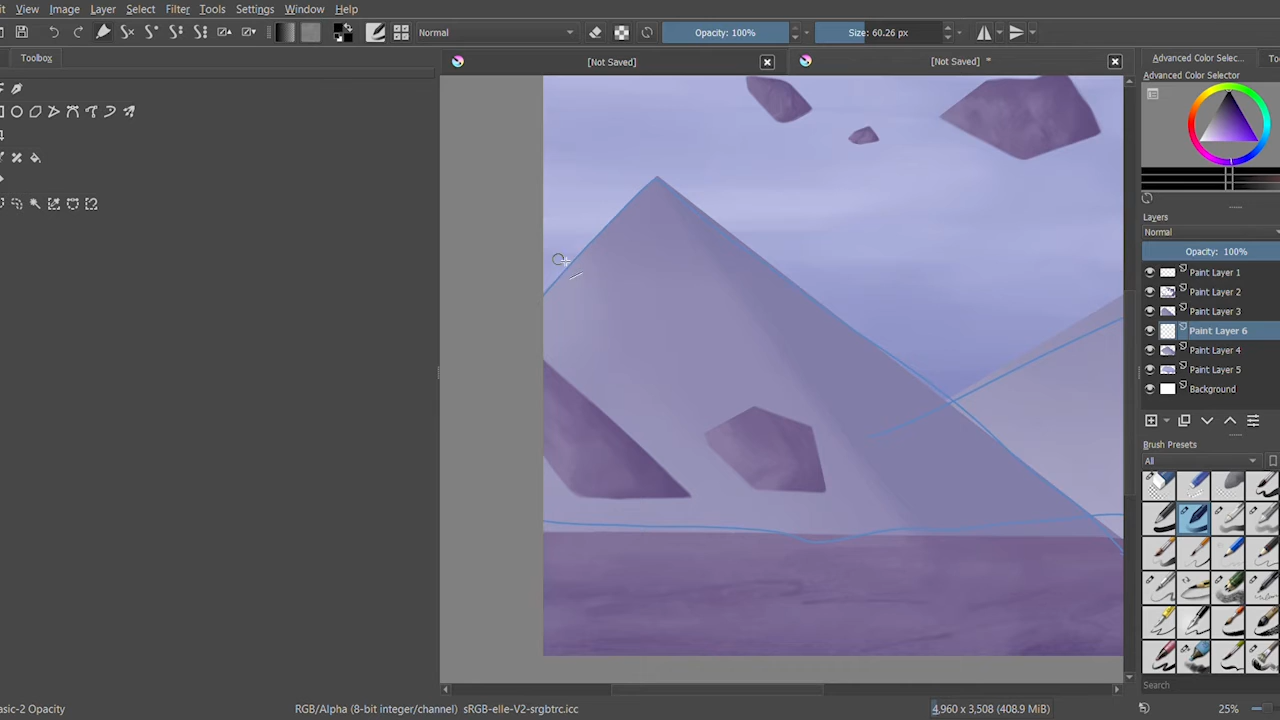 it View Image Layer Select Filter Tools Settings Window Help
Normal Opacity: 100% Size: 60.26 px
Toolbox
[Not Saved] [Not Saved] *
Advanced Color Selec... To
Advanced Color Selector
Layers
Normal
Opacity: 100%
Paint Layer 1
Paint Layer 2
Paint Layer 3
Paint Layer 6
Paint Layer 4
Paint Layer 5
Background
Brush Presets
All
Search
asic-2 Opacity RGB/Alpha (8-bit integer/channel) sRGB-elle-V2-srgbtrc.icc 4,960 x 3,508 (408.9 MiB) 25%